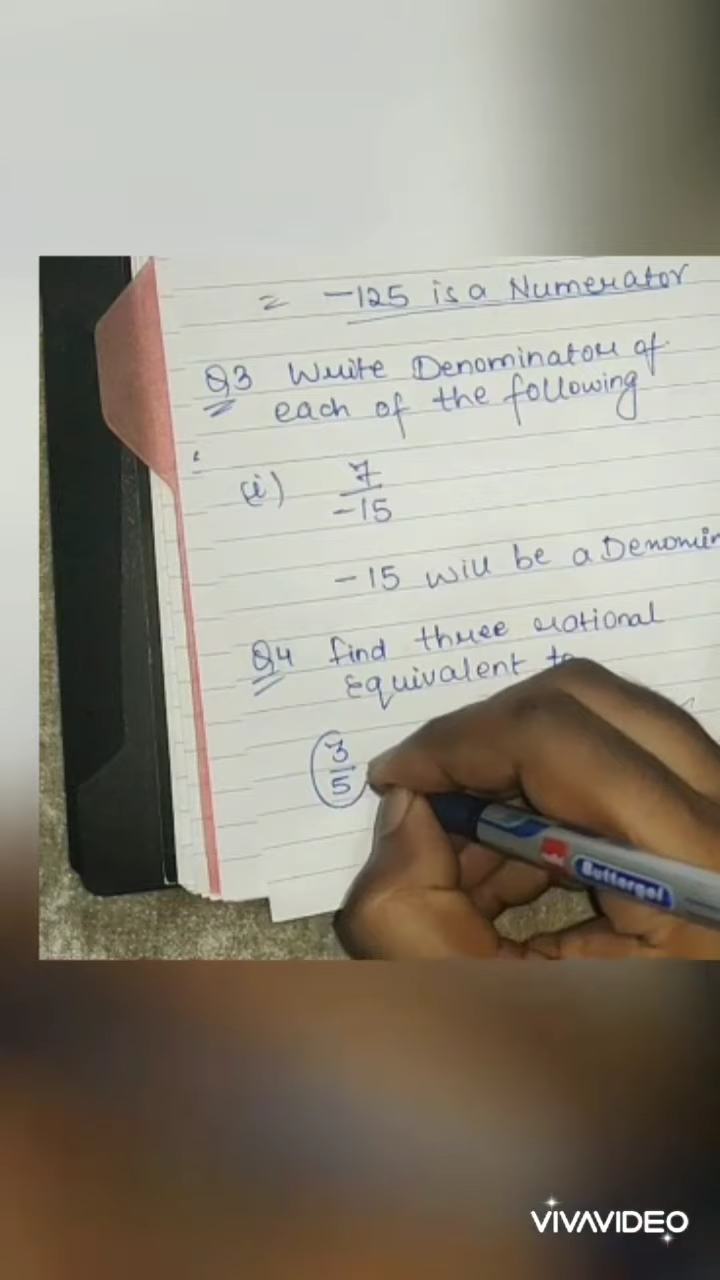 = -125 is a Numerator
Q3 Write Denominator of
each of the following
(i) 7
-15
-15 will be a Denomin
Q4 find three rational
Equivalent to
3
5
Buttergel
VIVAVIDEO